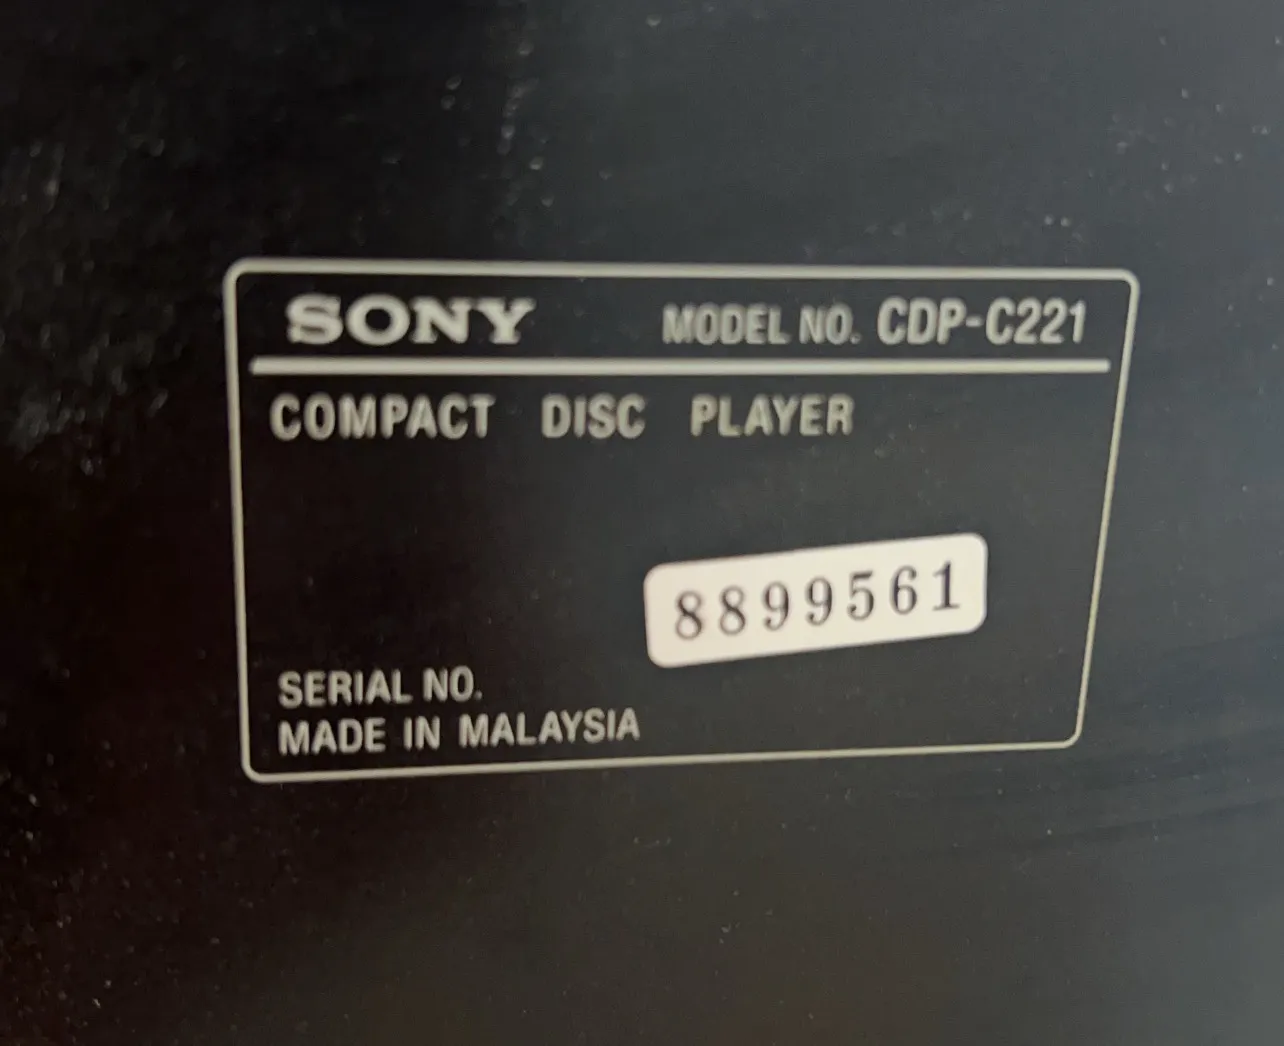 SONY MODEL NO. CDP-C221
COMPACT DISC PLAYER
8899561
SERIAL NO.
MADE IN MALAYSIA